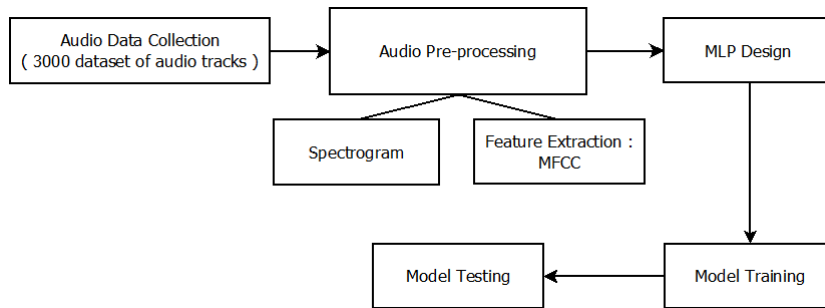 Audio Data Collection
( 3000 dataset of audio tracks )
Audio Pre-processing
MLP Design
Spectrogram
Feature Extraction :
MFCC
Model Testing
Model Training